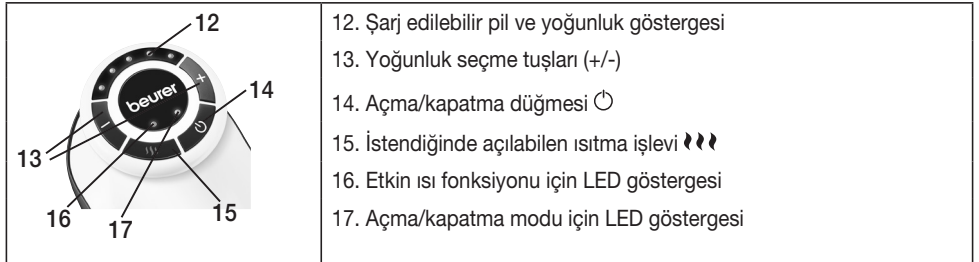 12
14
13
16
17
15
beurer
12. Şarj edilebilir pil ve yoğunluk göstergesi
13. Yoğunluk seçme tuşları (+/-)
14. Açma/kapatma düğmesi
15. İstendiğinde açılabilen ısıtma işlevi
16. Etkin ısı fonksiyonu için LED göstergesi
17. Açma/kapatma modu için LED göstergesi